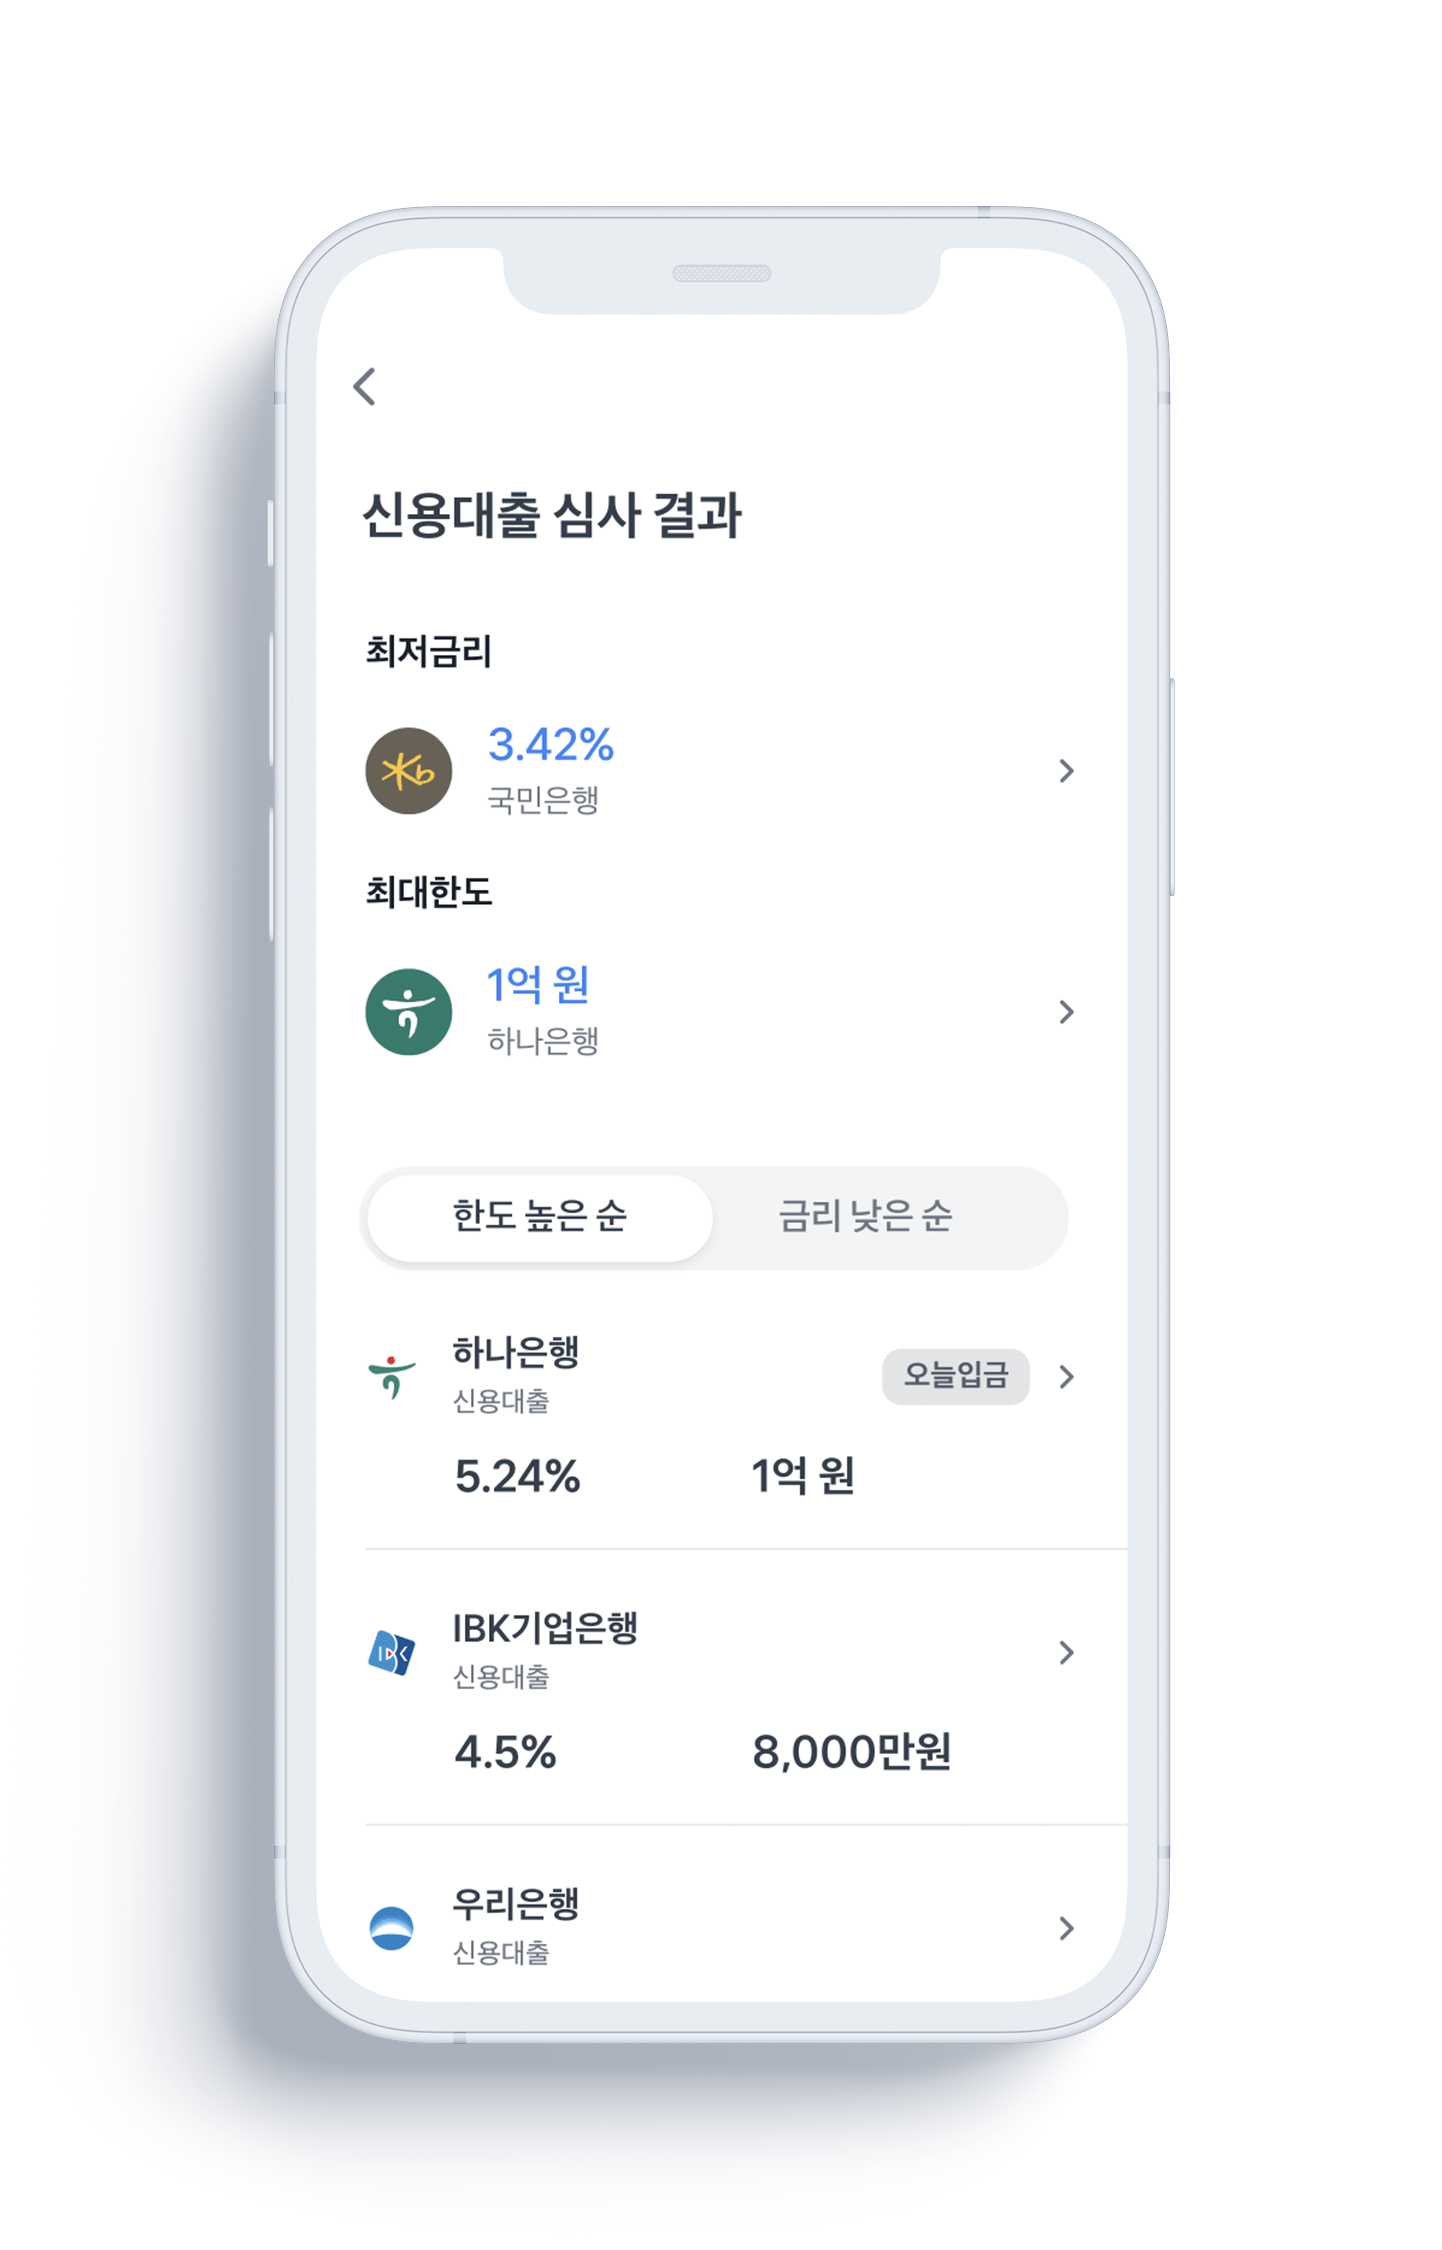 신용대출 심사 결과
최저금리
3.42%
국민은행
최대한도
1억 원
하나은행
한도 높은 순 금리 낮은 순
하나은행
신용대출
오늘입금
5.24% 1억 원
IBK기업은행
신용대출
4.5% 8,000만원
우리은행
신용대출